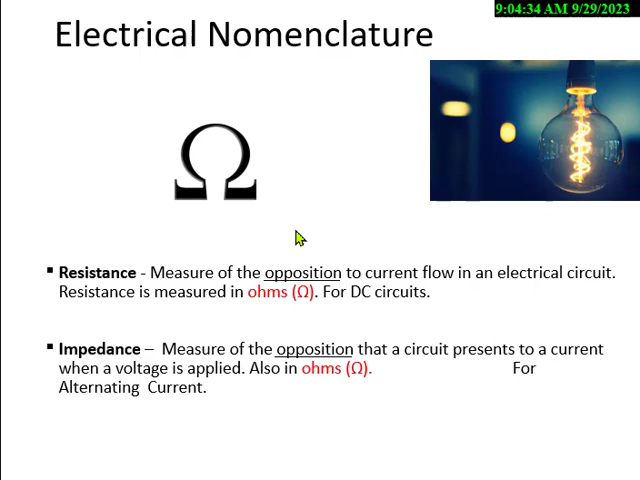 9:04:34 AM 9/29/2023
Electrical Nomenclature
Ω
▪ Resistance - Measure of the opposition to current flow in an electrical circuit.
Resistance is measured in ohms (Ω). For DC circuits.
▪ Impedance – Measure of the opposition that a circuit presents to a current
when a voltage is applied. Also in ohms (Ω). For
Alternating Current.